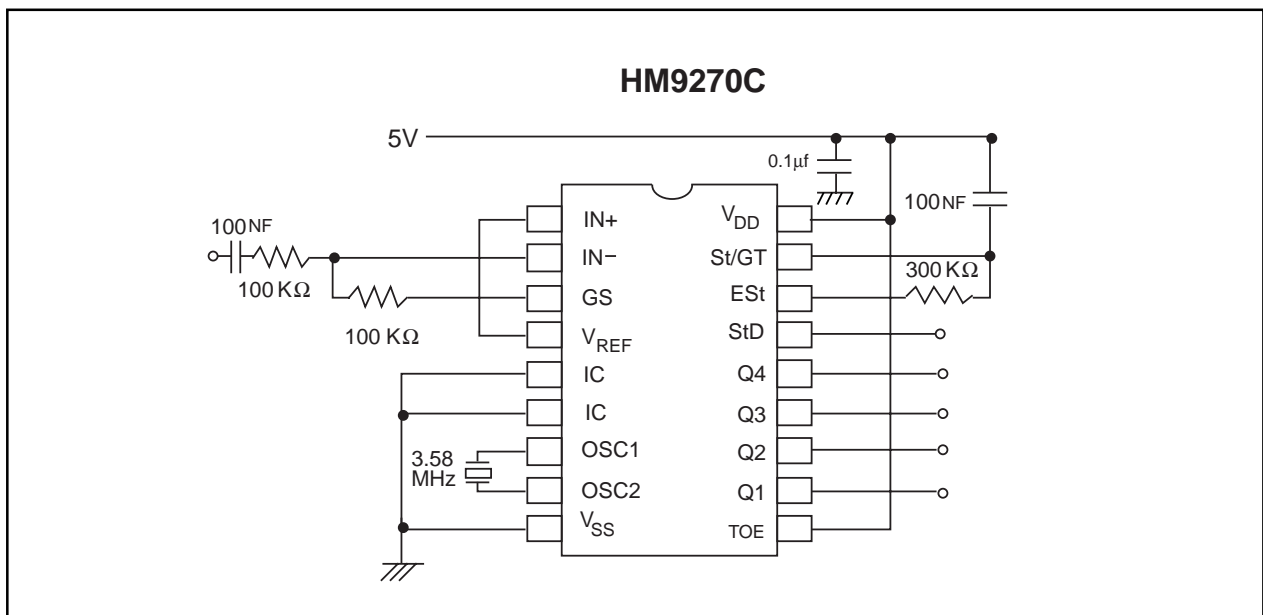 HM9270C
5V
0.1µf
100NF
100NF
100 KΩ
100 KΩ
300 KΩ
IN+
IN−
GS
VREF
IC
IC
OSC1
OSC2
VSS
3.58
MHz
VDD
St/GT
ESt
StD
Q4
Q3
Q2
Q1
TOE